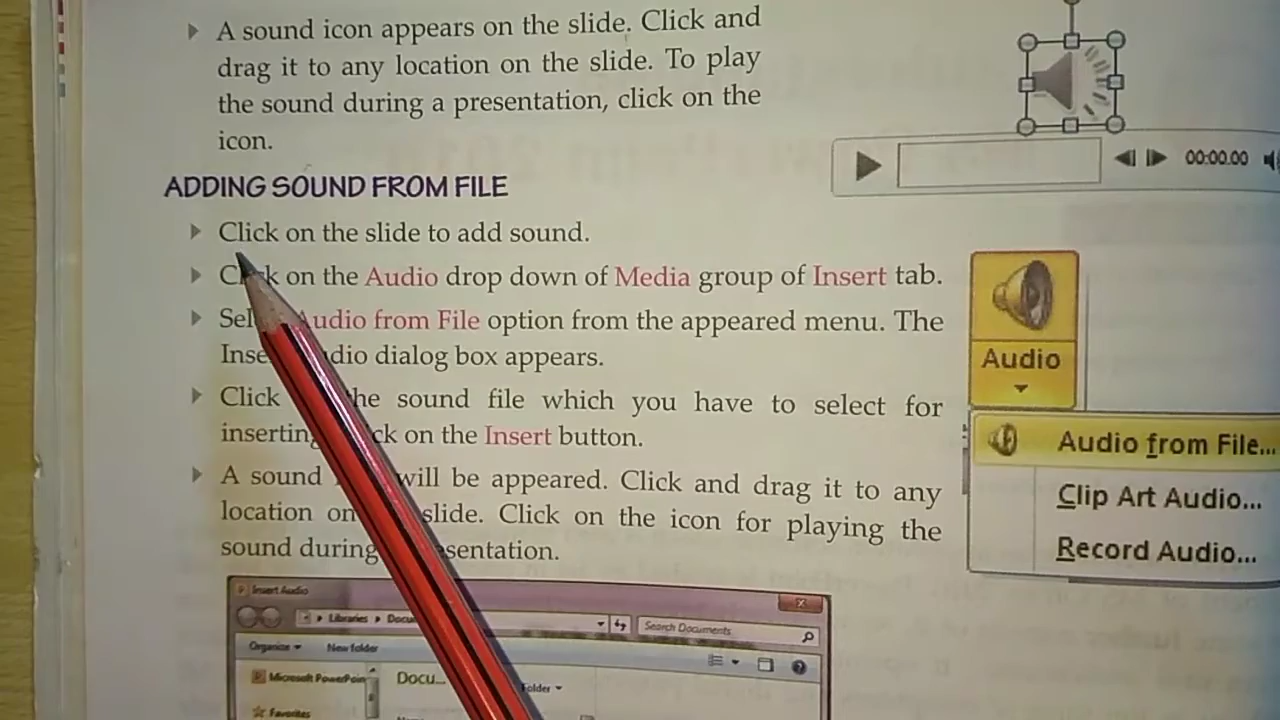 A sound icon appears on the slide. Click and
drag it to any location on the slide. To play
the sound during a presentation, click on the
icon.
00:00.00
ADDING SOUND FROM FILE
Click on the slide to add sound.
Click on the Audio drop down of Media group of Insert tab.
Audio from File option from the appeared menu. The
dialog box appears.
Click the sound file which you have to select for
on the Insert button.
A sound will be appeared. Click and drag it to any
location on slide. Click on the icon for playing the
sound during
Audio
Audio from File...
Clip Art Audio...
Record Audio...
Insert Audio
Libraries
Search Documents
Organize New folder
Microsoft PowerPoin
Docu...
Favorites